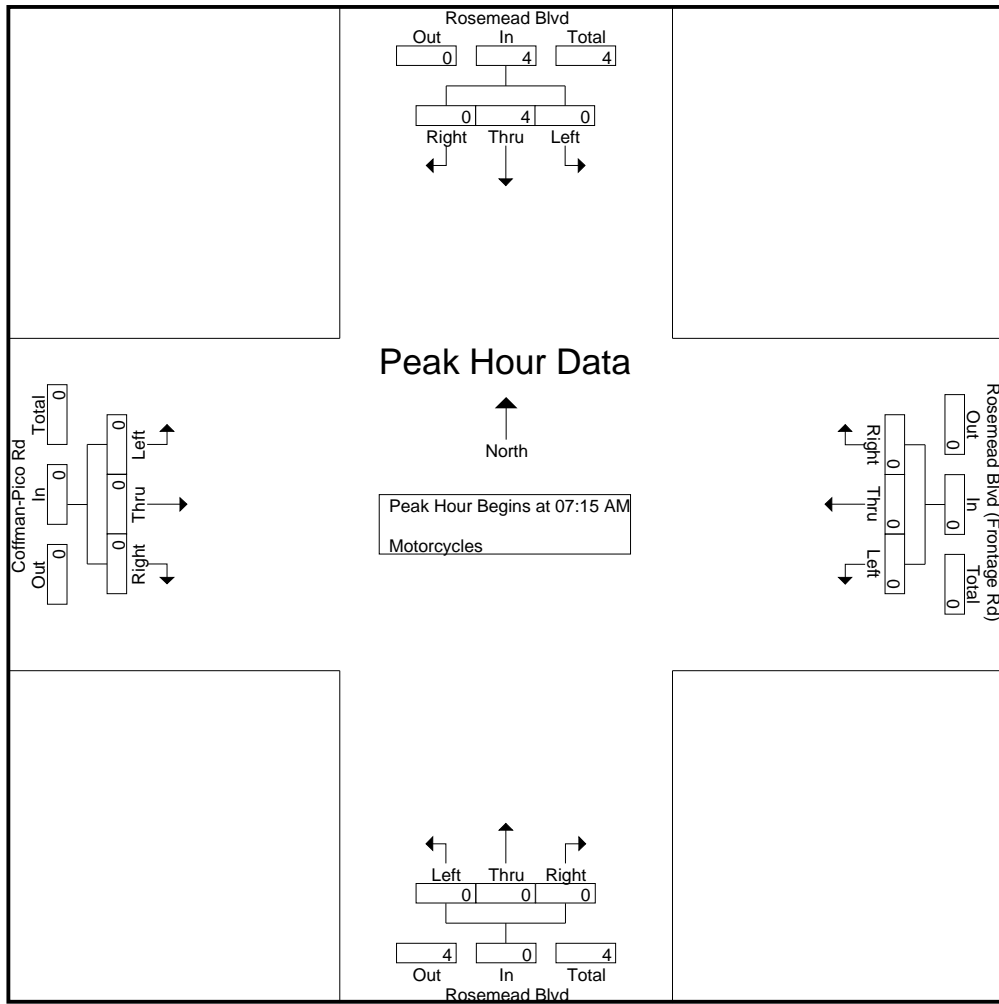 Rosemead Blvd
Out In Total
0 4 4
0 4 0
Right Thru Left
Peak Hour Data
North
Peak Hour Begins at 07:15 AM
Motorcycles
Coffman-Pico Rd
Total In Out
0 0 0
0 0 0
Left Thru Right
Rosemead Blvd (Frontage Rd)
Out In Total
0 0 0
0 0 0
Right Thru Left
Left Thru Right
0 0 0
4 0 4
Out In Total
Rosemead Blvd